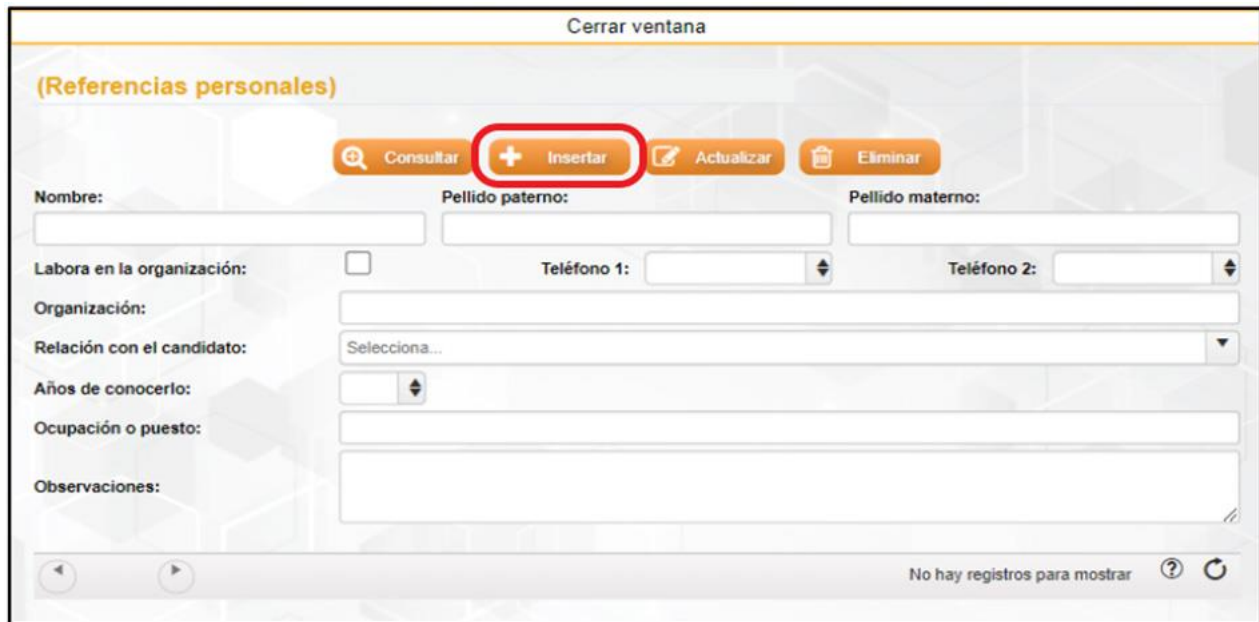 Cerrar ventana
(Referencias personales)
Consultar Insertar Actualizar Eliminar
Nombre: Pellido paterno: Pellido materno:
Labora en la organización: Teléfono 1: Teléfono 2:
Organización:
Relación con el candidato: Selecciona...
Años de conocerlo:
Ocupación o puesto:
Observaciones:
No hay registros para mostrar